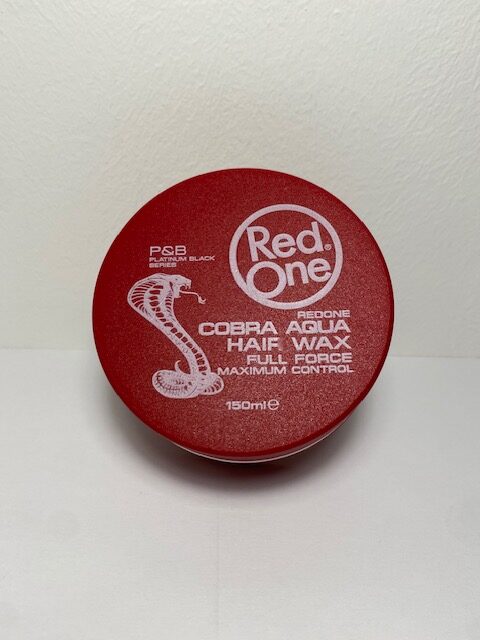 P&B
PLATINUM BLACK
SERIES
Red®
One
REDONE
COBRA AQUA
HAIR WAX
FULL FORCE
MAXIMUM CONTROL
150ml℮